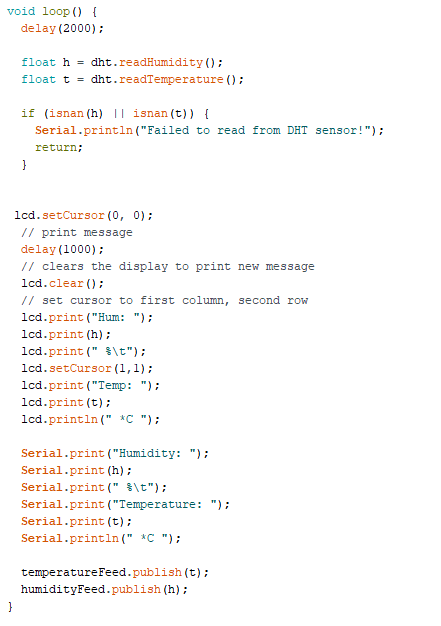 void loop() {
  delay(2000);

  float h = dht.readHumidity();
  float t = dht.readTemperature();

  if (isnan(h) || isnan(t)) {
    Serial.println("Failed to read from DHT sensor!");
    return;
  }


 lcd.setCursor(0, 0);
  // print message
  delay(1000);
  // clears the display to print new message
  lcd.clear();
  // set cursor to first column, second row
  lcd.print("Hum: ");
  lcd.print(h);
  lcd.print(" %\t");
  lcd.setCursor(1,1);
  lcd.print("Temp: ");
  lcd.print(t);
  lcd.println(" *C ");

  Serial.print("Humidity: ");
  Serial.print(h);
  Serial.print(" %\t");
  Serial.print("Temperature: ");
  Serial.print(t);
  Serial.println(" *C ");

  temperatureFeed.publish(t);
  humidityFeed.publish(h);
}